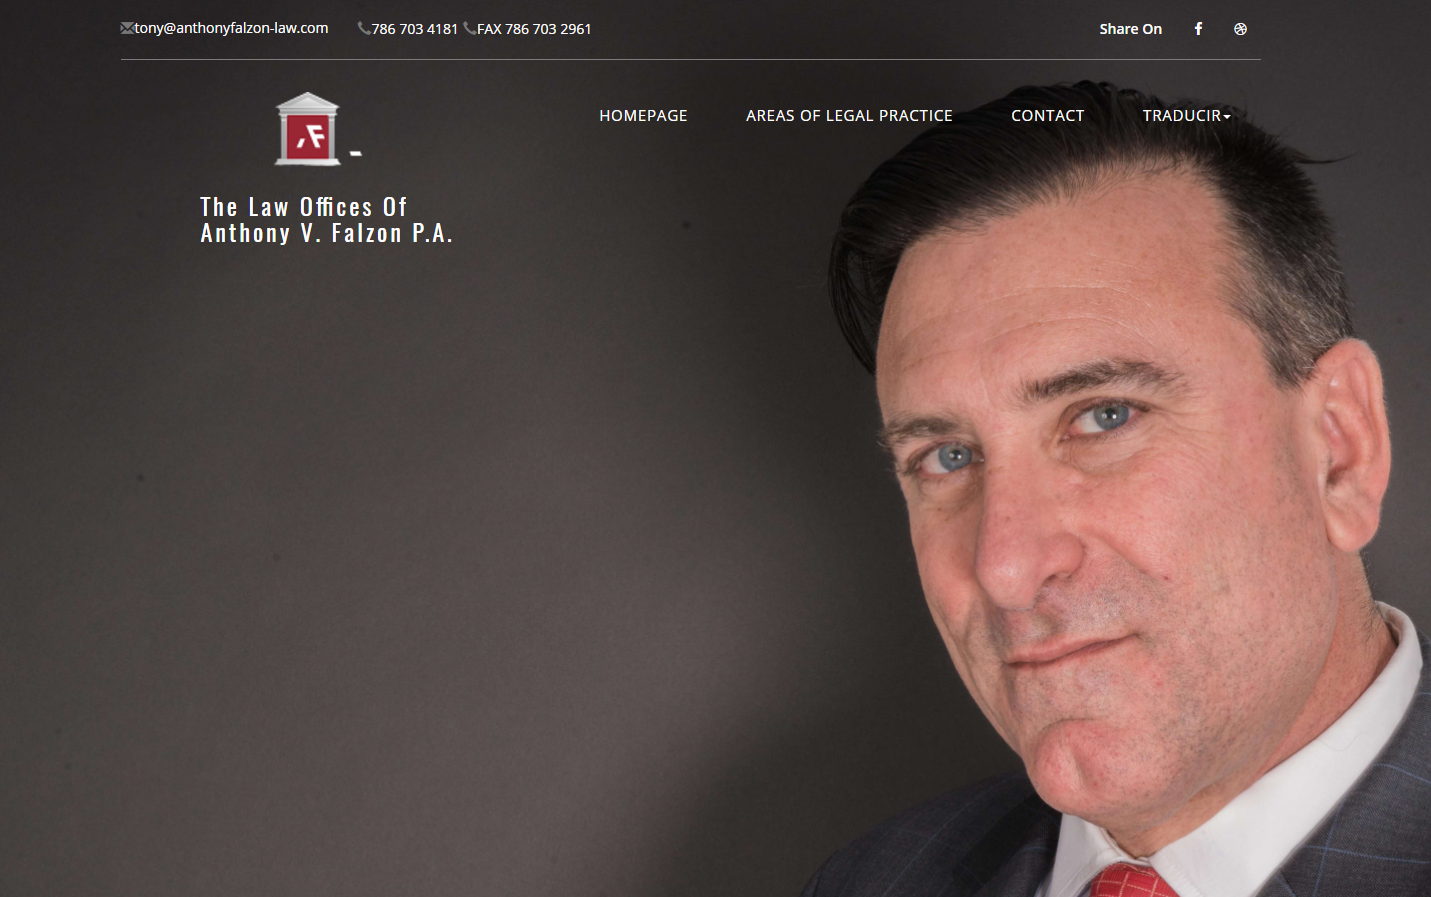 tony@anthonyfalzon-law.com 786 703 4181 FAX 786 703 2961 Share On
HOMEPAGE AREAS OF LEGAL PRACTICE CONTACT TRADUCIR
The Law Offices Of
Anthony V. Falzon P.A.